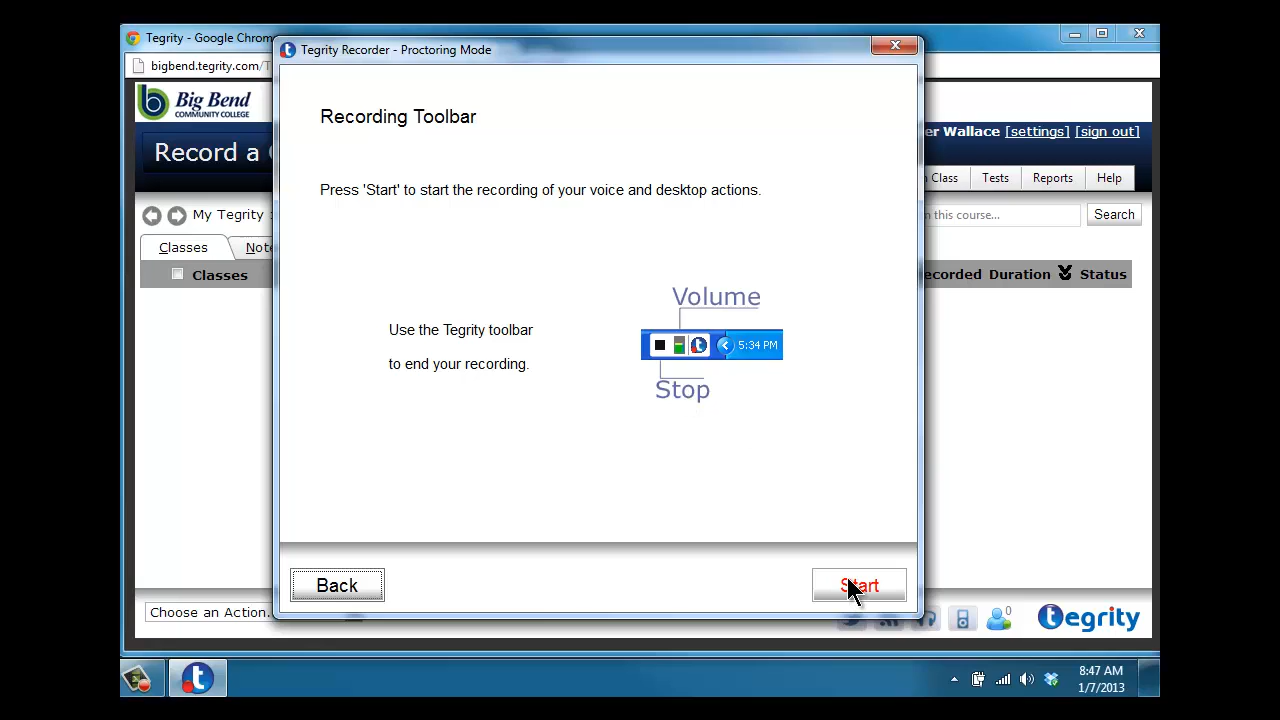 Tegrity - Google Chrom
Tegrity Recorder - Proctoring Mode
bigbend.tegrity.com/T
Big Bend
COMMUNITY COLLEGE
Recording Toolbar
er Wallace [settings] [sign out]
Record a
Press 'Start' to start the recording of your voice and desktop actions.
Class
Tests
Reports
Help
My Tegrity
this course...
Search
Classes
Note
Classes
ecorded
Duration
Status
Volume
Use the Tegrity toolbar
to end your recording.
5:34 PM
Stop
Back
Start
Choose an Action.
0
tegrity
8:47 AM
1/7/2013